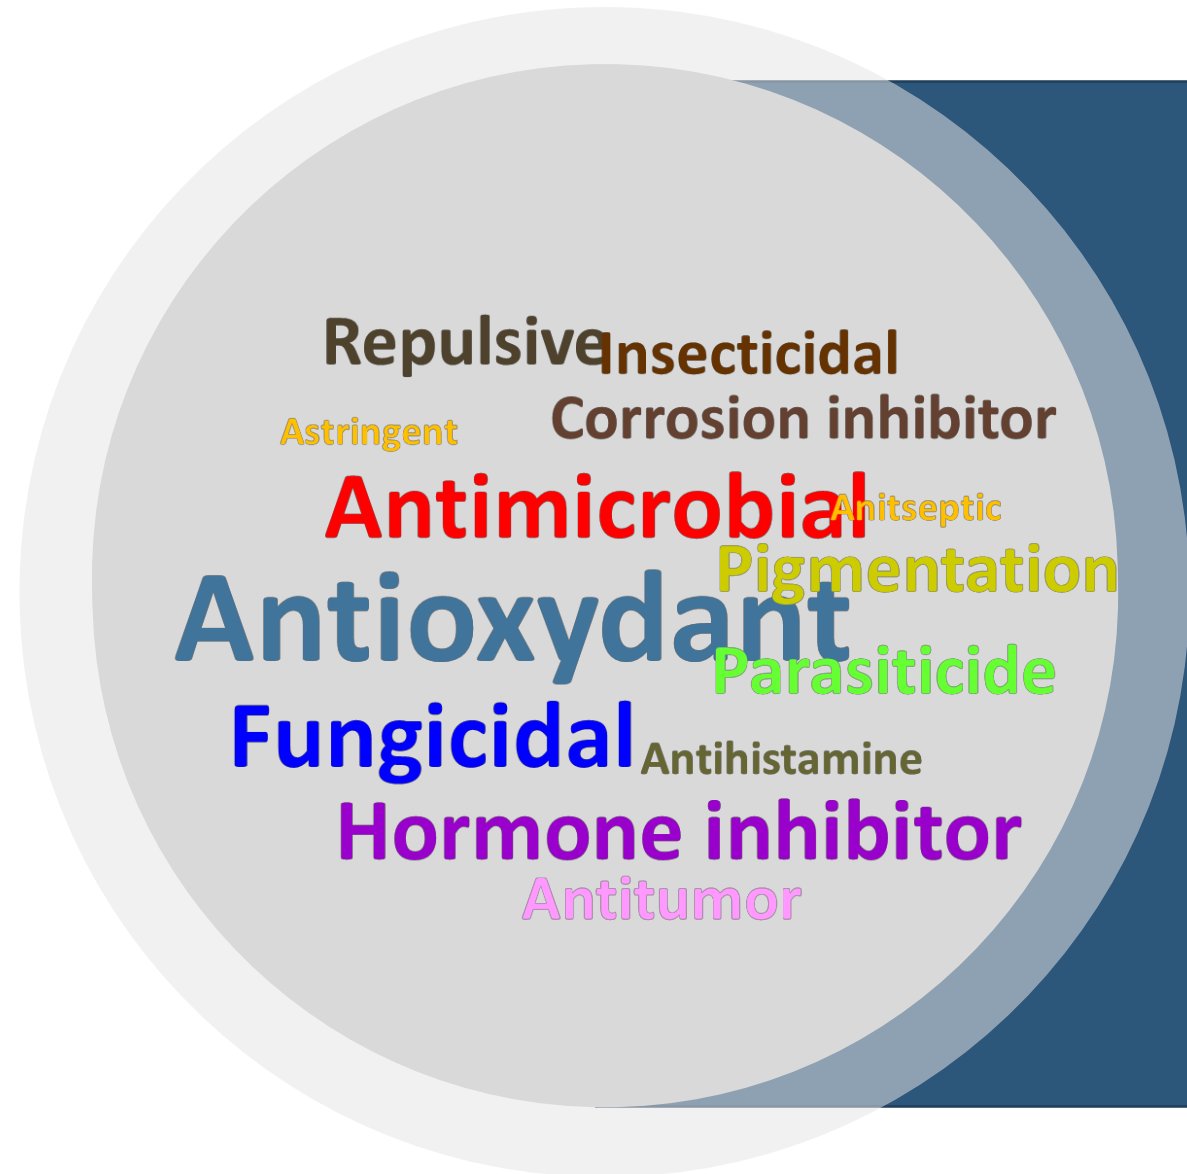 Repulsive
Insecticidal
Astringent
Corrosion inhibitor
Antimicrobial
Anitseptic
Pigmentation
Antioxydant
Parasiticide
Fungicidal
Antihistamine
Hormone inhibitor
Antitumor